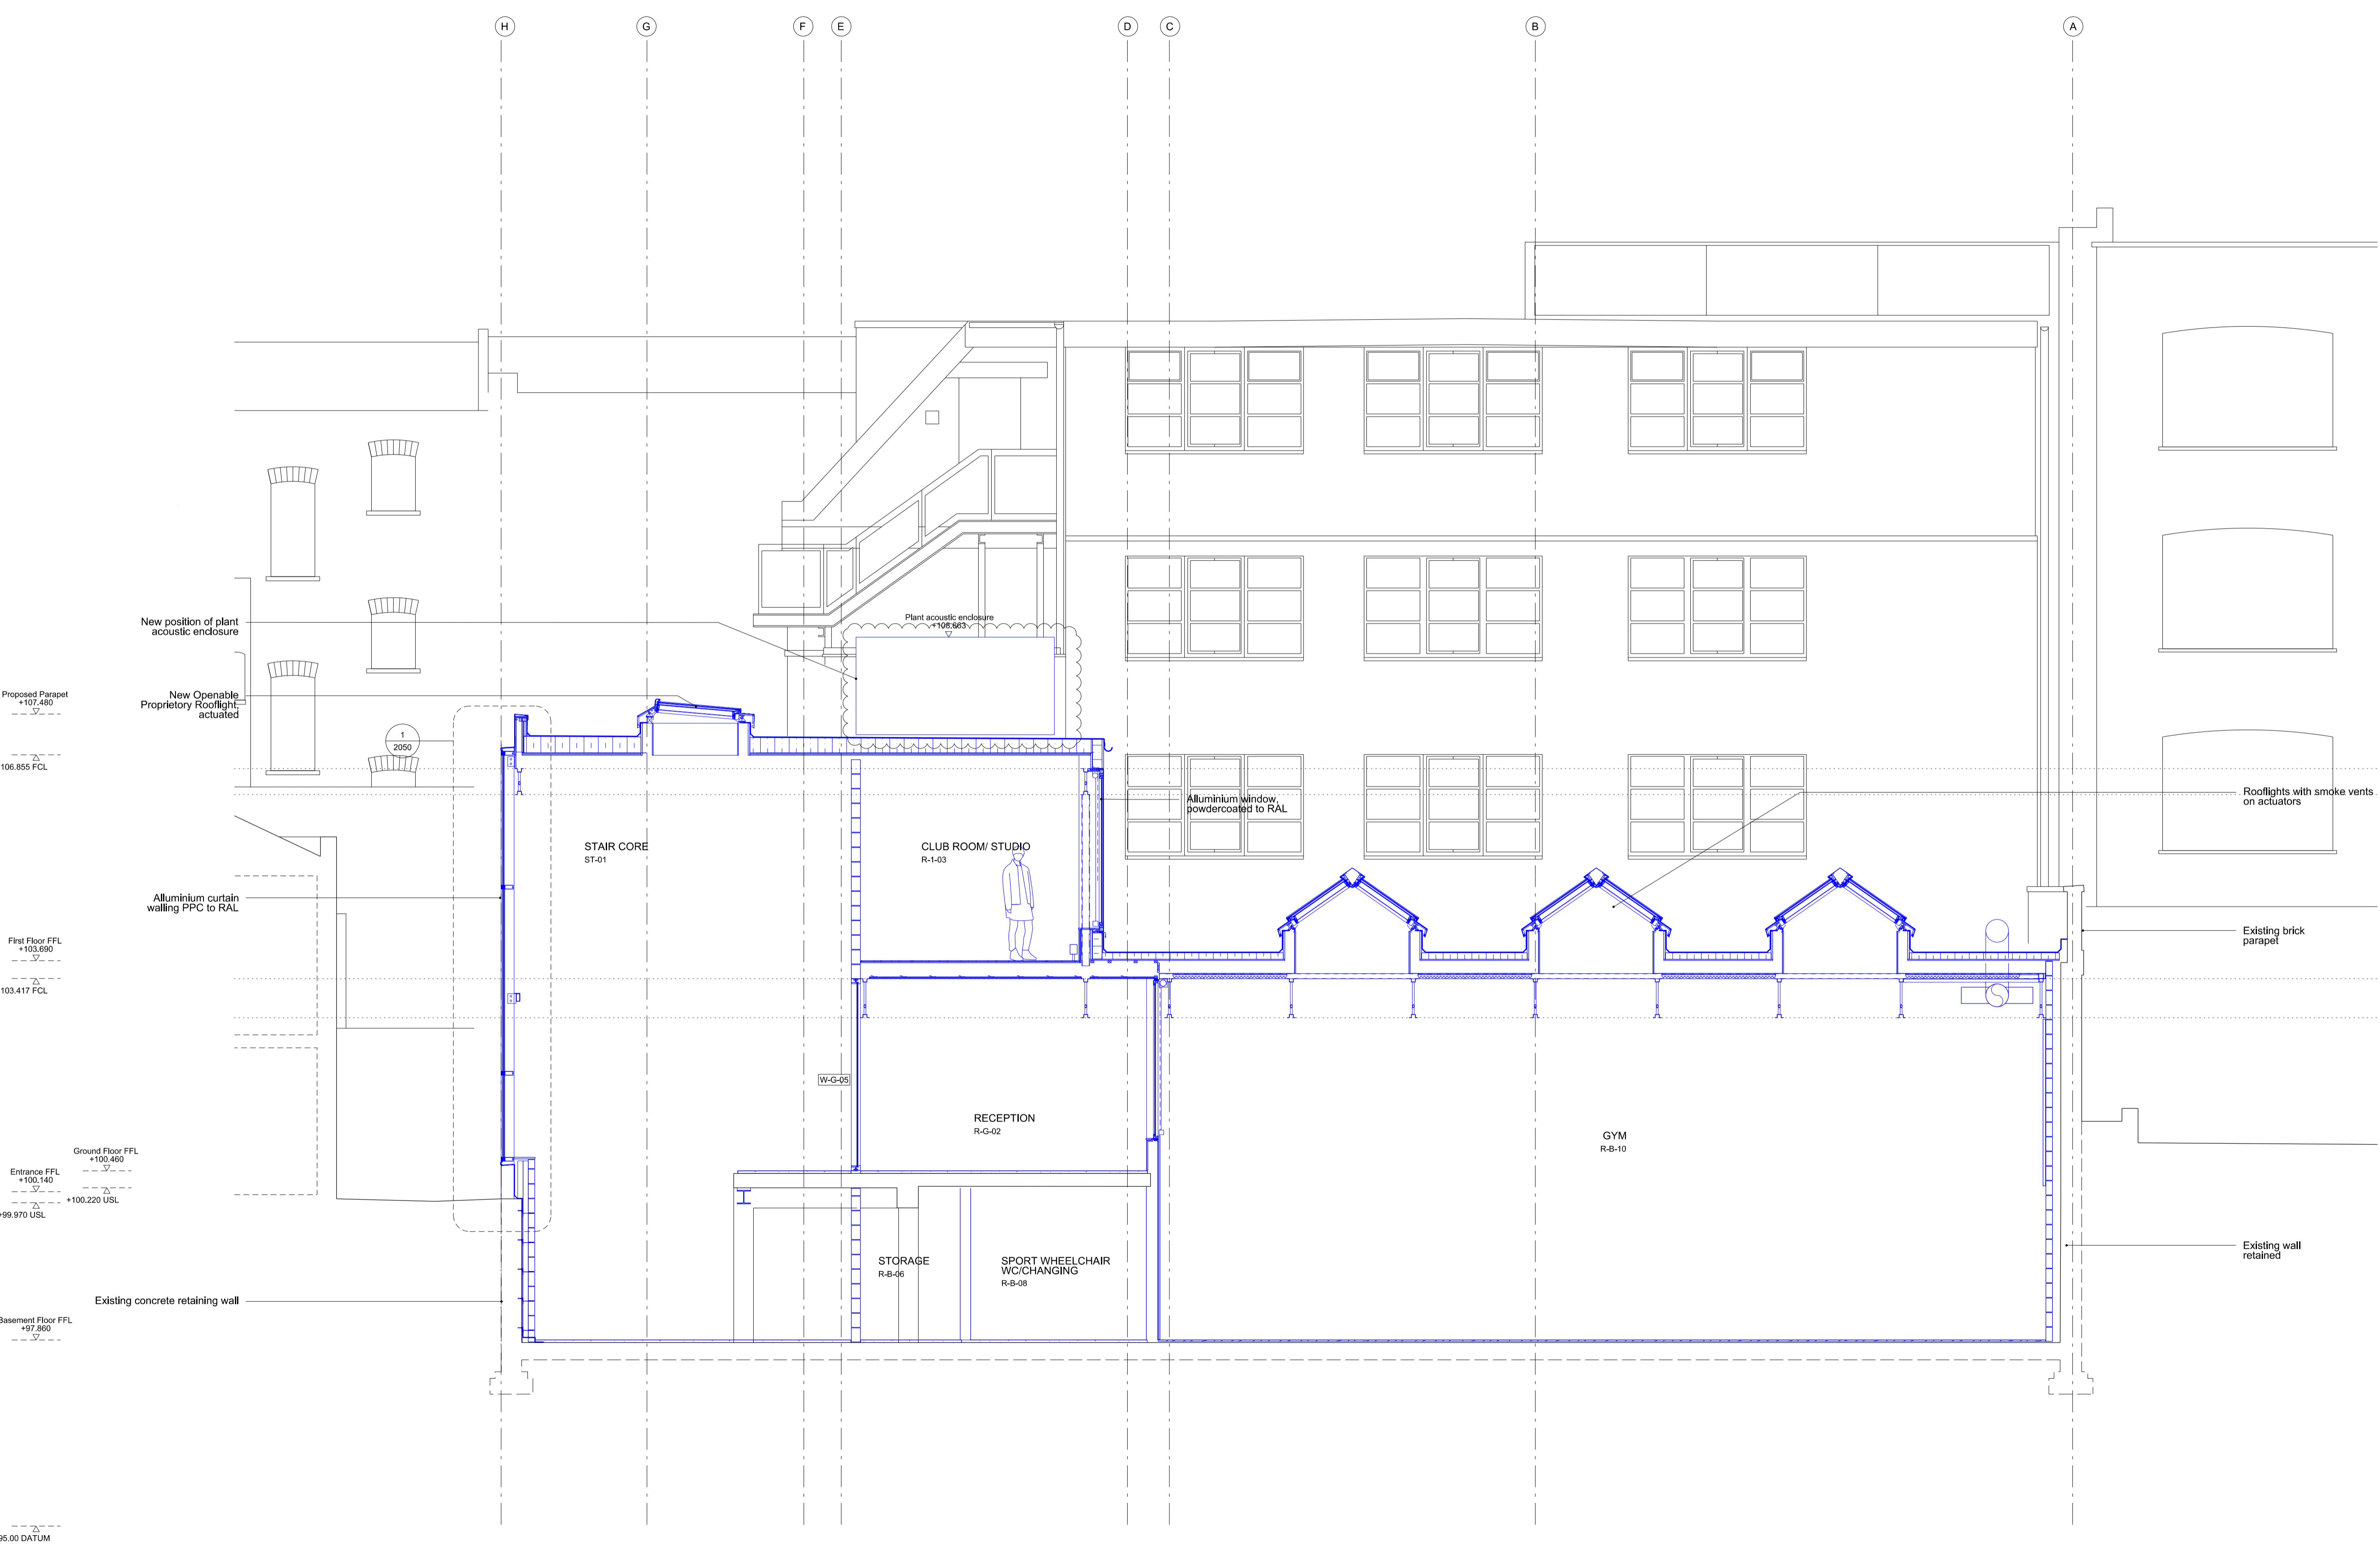 H
G
F
E
D
C
B
A
Plant acoustic enclosure
+108.663
New position of plant
acoustic enclosure
New Openable
Proprietory Rooflight,
actuated
Proposed Parapet
+107.480
1
2050
106.855 FCL
Alluminium window,
powdercoated to RAL
Rooflights with smoke vents
on actuators
STAIR CORE
ST-01
CLUB ROOM/ STUDIO
R-1-03
Alluminium curtain
walling PPC to RAL
First Floor FFL
+103.690
103.417 FCL
Existing brick
parapet
W-G-05
RECEPTION
R-G-02
GYM
R-B-10
Ground Floor FFL
+100.460
Entrance FFL
+100.140
+100.220 USL
+99.970 USL
STORAGE
R-B-06
SPORT WHEELCHAIR
WC/CHANGING
R-B-08
Existing wall
retained
Existing concrete retaining wall
Basement Floor FFL
+97.860
95.00 DATUM